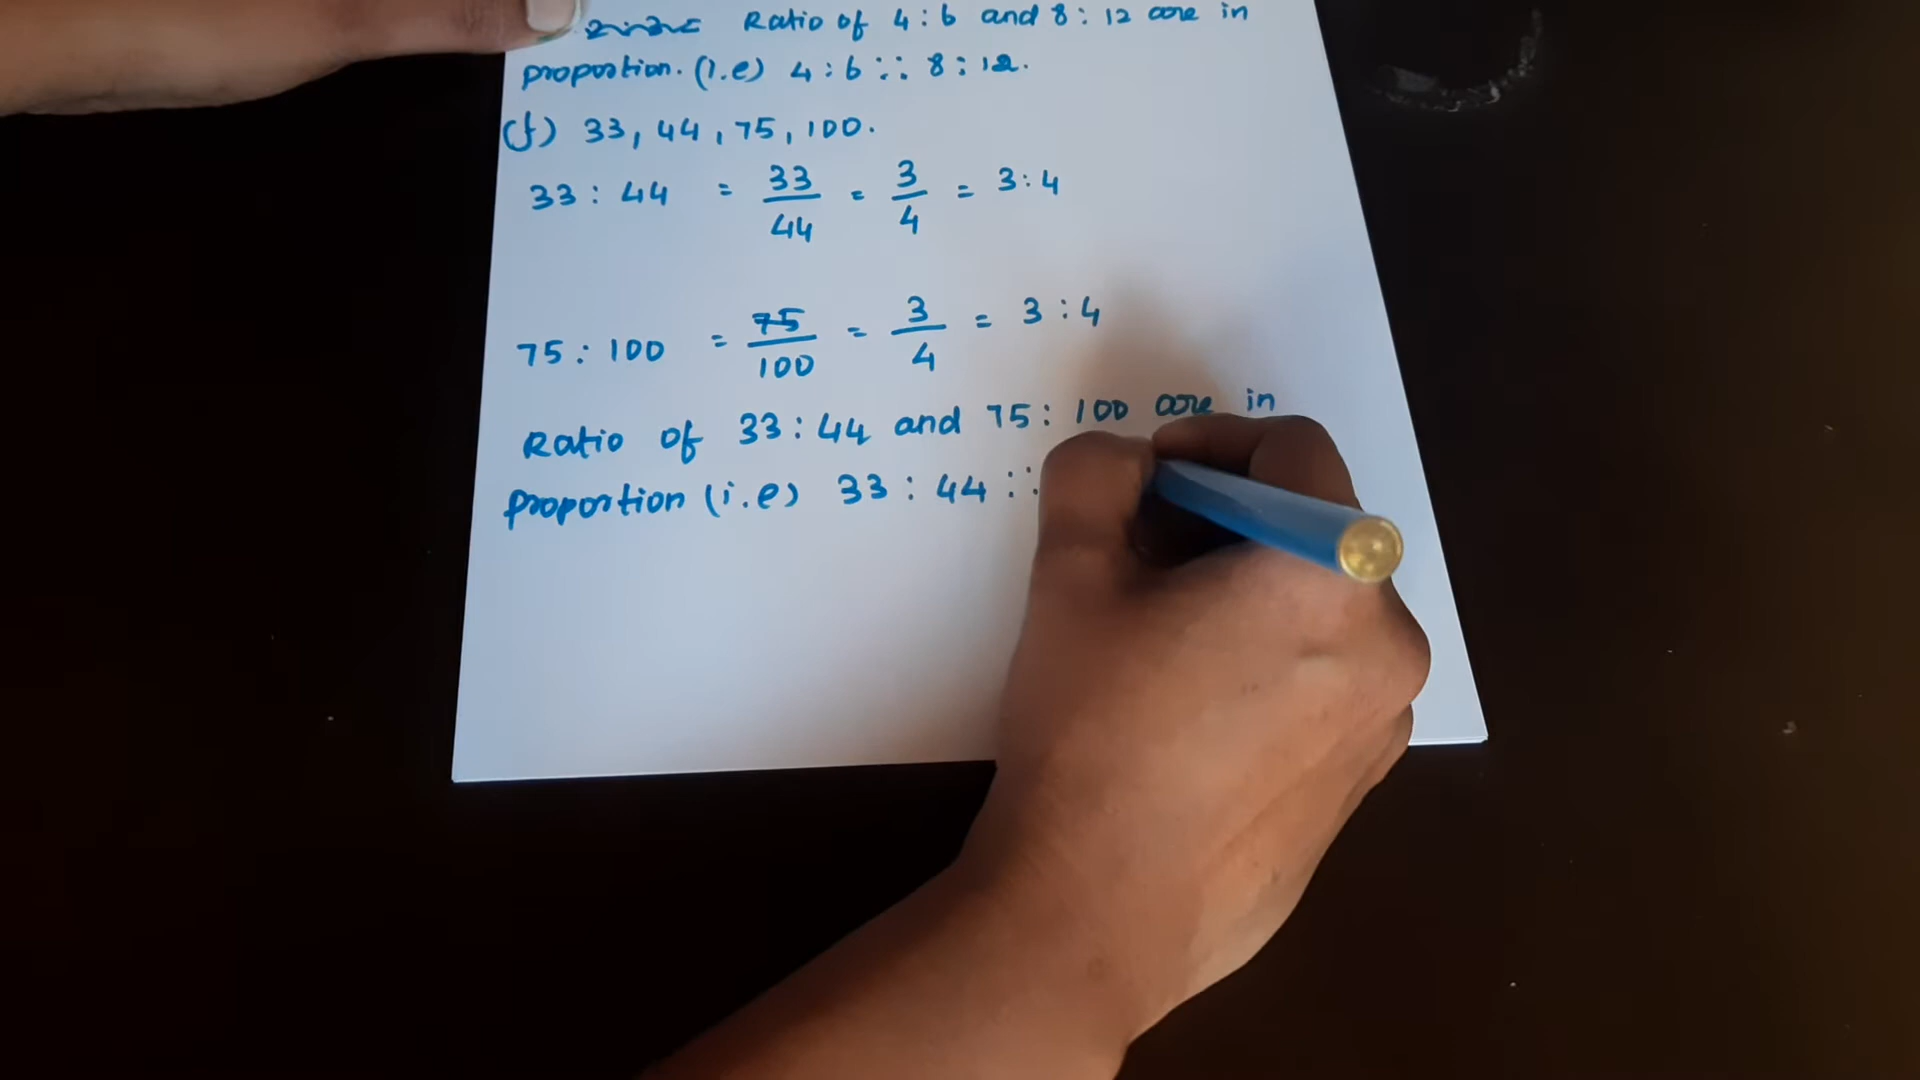 Ratio of 4 : 6 and 8 : 12 are in
proportion. (i.e) 4 : 6 :: 8 : 12.
(f) 33, 44, 75, 100.
33 : 44 = 33/44 = 3/4 = 3 : 4
75 : 100 = 75/100 = 3/4 = 3 : 4
Ratio of 33 : 44 and 75 : 100 are in
proportion (i.e) 33 : 44 ::